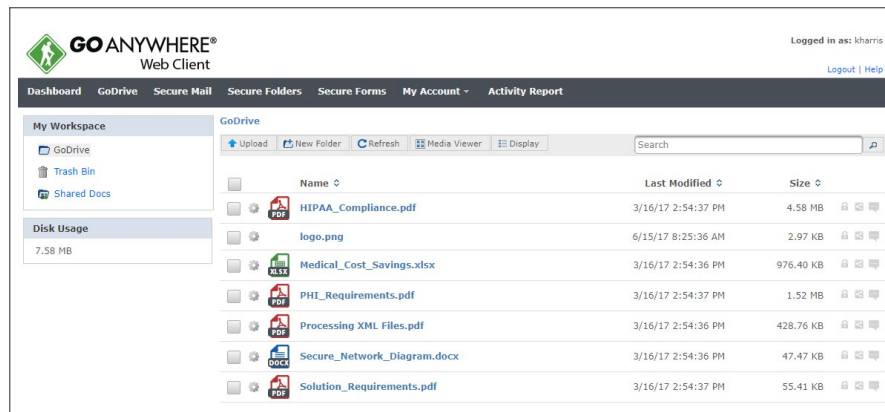 GO ANYWHERE®
Web Client
Logged in as: kharris
Logout | Help
Dashboard GoDrive Secure Mail Secure Folders Secure Forms My Account Activity Report
My Workspace
GoDrive
Trash Bin
Shared Docs
Disk Usage
7.58 MB
GoDrive
Upload New Folder Refresh Media Viewer Display Search
Name Last Modified Size
PDF HIPAA_Compliance.pdf 3/16/17 2:54:37 PM 4.58 MB
logo.png 6/15/17 8:25:36 AM 2.97 KB
XLSX Medical_Cost_Savings.xlsx 3/16/17 2:54:36 PM 976.40 KB
PDF PHI_Requirements.pdf 3/16/17 2:54:37 PM 1.52 MB
PDF Processing XML Files.pdf 3/16/17 2:54:36 PM 428.76 KB
DOCX Secure_Network_Diagram.docx 3/16/17 2:54:36 PM 47.47 KB
PDF Solution_Requirements.pdf 3/16/17 2:54:37 PM 55.41 KB